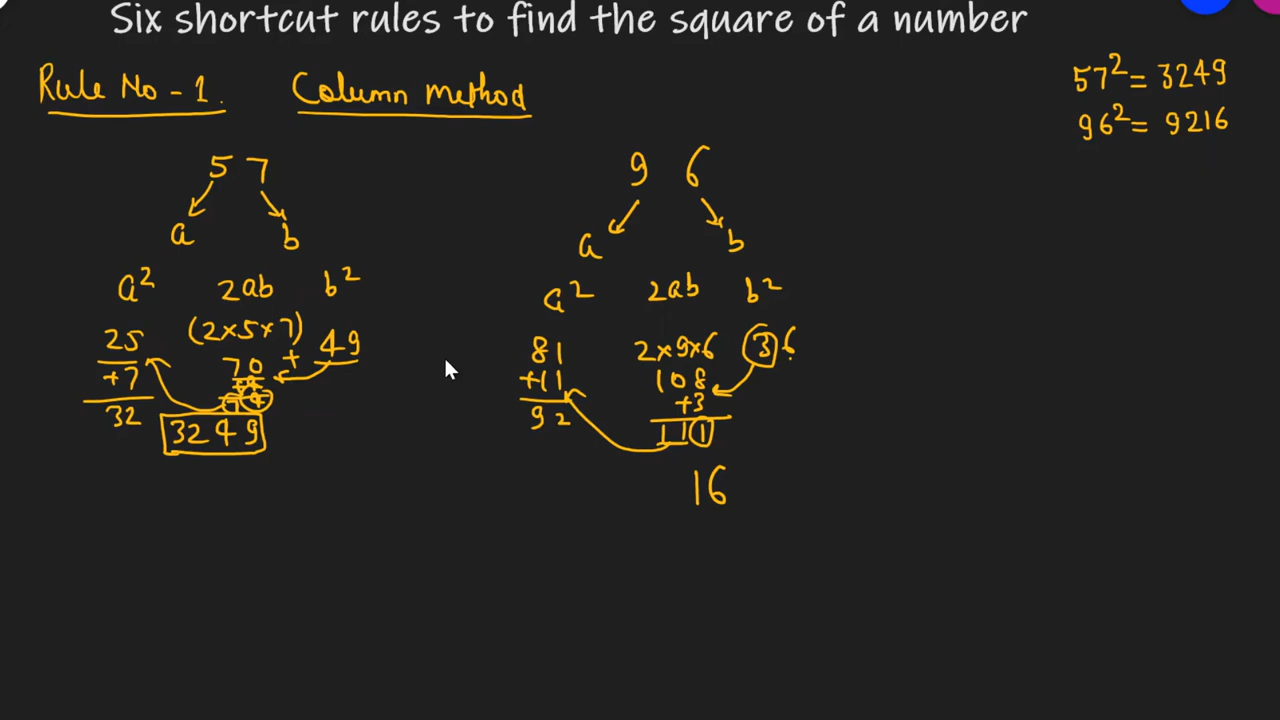 Six shortcut rules to find the square of a number
Rule No - 1. Column method
57² = 3249
96² = 9216
5 7
a b
a² 2ab b²
25 (2×5×7) 49
70 +
+7
32
3249
9 6
a b
a² 2ab b²
81 2×9×6 36
+11 108
+3
92 111
16